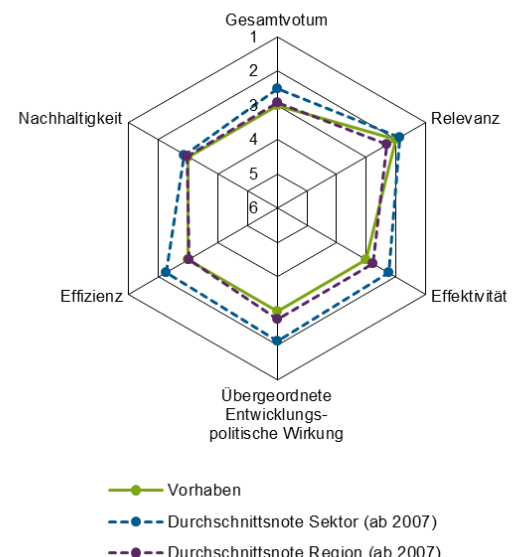 Gesamtvotum
1
2
3
4
5
6
Nachhaltigkeit
Relevanz
Effizienz
Effektivität
Übergeordnete
Entwicklungs-
politische Wirkung
Vorhaben
Durchschnittsnote Sektor (ab 2007)
Durchschnittsnote Region (ab 2007)